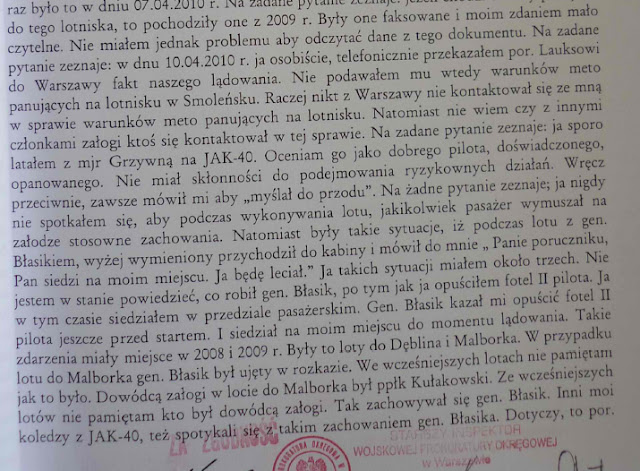 raz było to w dniu 07.04.2010 r. Na zadane pytanie zeznaje:
do tego lotniska, to pochodziły one z 2009 r. Były one faksowane i moim zdaniem mało
czytelne. Nie miałem jednak problemu aby odczytać dane z tego dokumentu. Na zadane
pytanie zeznaje: w dnu 10.04.2010 r. ja osobiście, telefonicznie przekazałem por. Lauksowi
do Warszawy fakt naszego lądowania. Nie podawałem mu wtedy warunków meto
panujących na lotnisku w Smoleńsku. Raczej nikt z Warszawy nie kontaktował się ze mną
w sprawie warunków meto panujących na lotnisku. Natomiast nie wiem czy z innymi
członkami załogi ktoś się kontaktował w tej sprawie. Na zadane pytanie zeznaje: ja sporo
latałem z mjr Grzywną na JAK-40. Oceniam go jako dobrego pilota, doświadczonego,
opanowanego. Nie miał skłonności do podejmowania ryzykownych działań. Wręcz
przeciwnie, zawsze mówił mi aby „myślał do przodu”. Na żadne pytanie zeznaje; ja nigdy
nie spotkałem się, aby podczas wykonywania lotu, jakikolwiek pasażer wymuszał na
załodze stosowne zachowania. Natomiast były takie sytuacje, iż podczas lotu z gen.
Błasikiem, wyżej wymieniony przychodził do kabiny i mówił do mnie „ Panie poruczniku,
Pan siedzi na moim miejscu. Ja będę leciał.” Ja takich sytuacji miałem około trzech. Nie
jestem w stanie powiedzieć, co robił gen. Błasik, po tym jak ja opuściłem fotel II pilota. Ja
w tym czasie siedziałem w przedziale pasażerskim. Gen. Błasik kazał mi opuścić fotel II
pilota jeszcze przed startem. I siedział na moim miejscu do momentu lądowania. Takie
zdarzenia miały miejsce w 2008 i 2009 r. Były to loty do Dęblina i Malborka. W przypadku
lotu do Malborka gen. Błasik był ujęty w rozkazie. We wcześniejszych lotach nie pamiętam
jak to było. Dowódcą załogi w locie do Malborka był ppłk Kułakowski. Ze wcześniejszych
lotów nie pamiętam kto był dowódcą załogi. Tak zachowywał się gen. Błasik. Inni moi
koledzy z JAK-40, też spotykali się z takim zachowaniem gen. Błasika. Dotyczy, to por.
ZA ZGODNOŚĆ
STARSZY INSPEKTOR
WOJSKOWEJ PROKURATURY OKRĘGOWEJ
w Warszawie